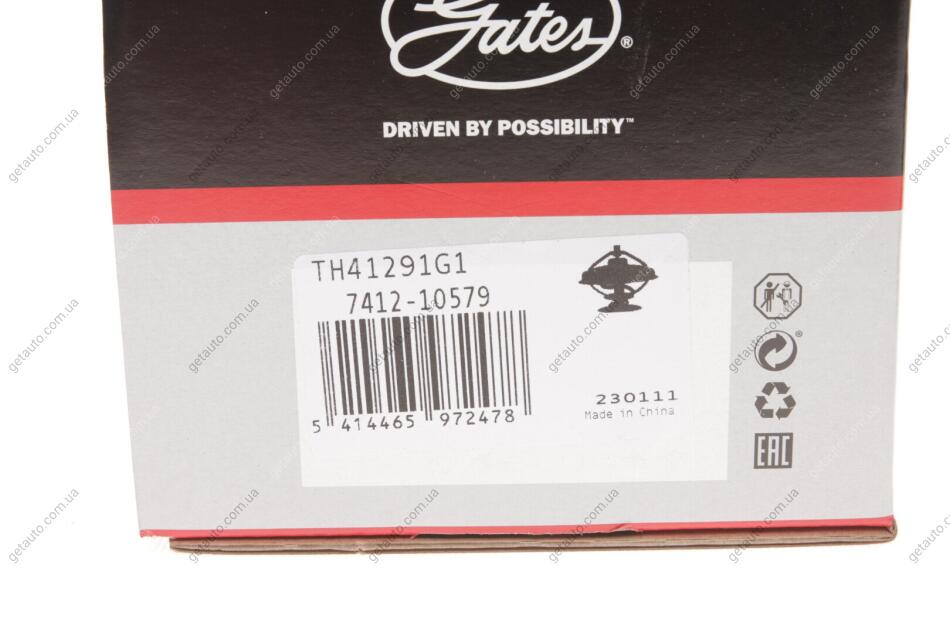 Gates®
DRIVEN BY POSSIBILITY™
TH41291G1
7412-10579
5 414465 972478
230111
Made in China
EAC
getauto.com.ua